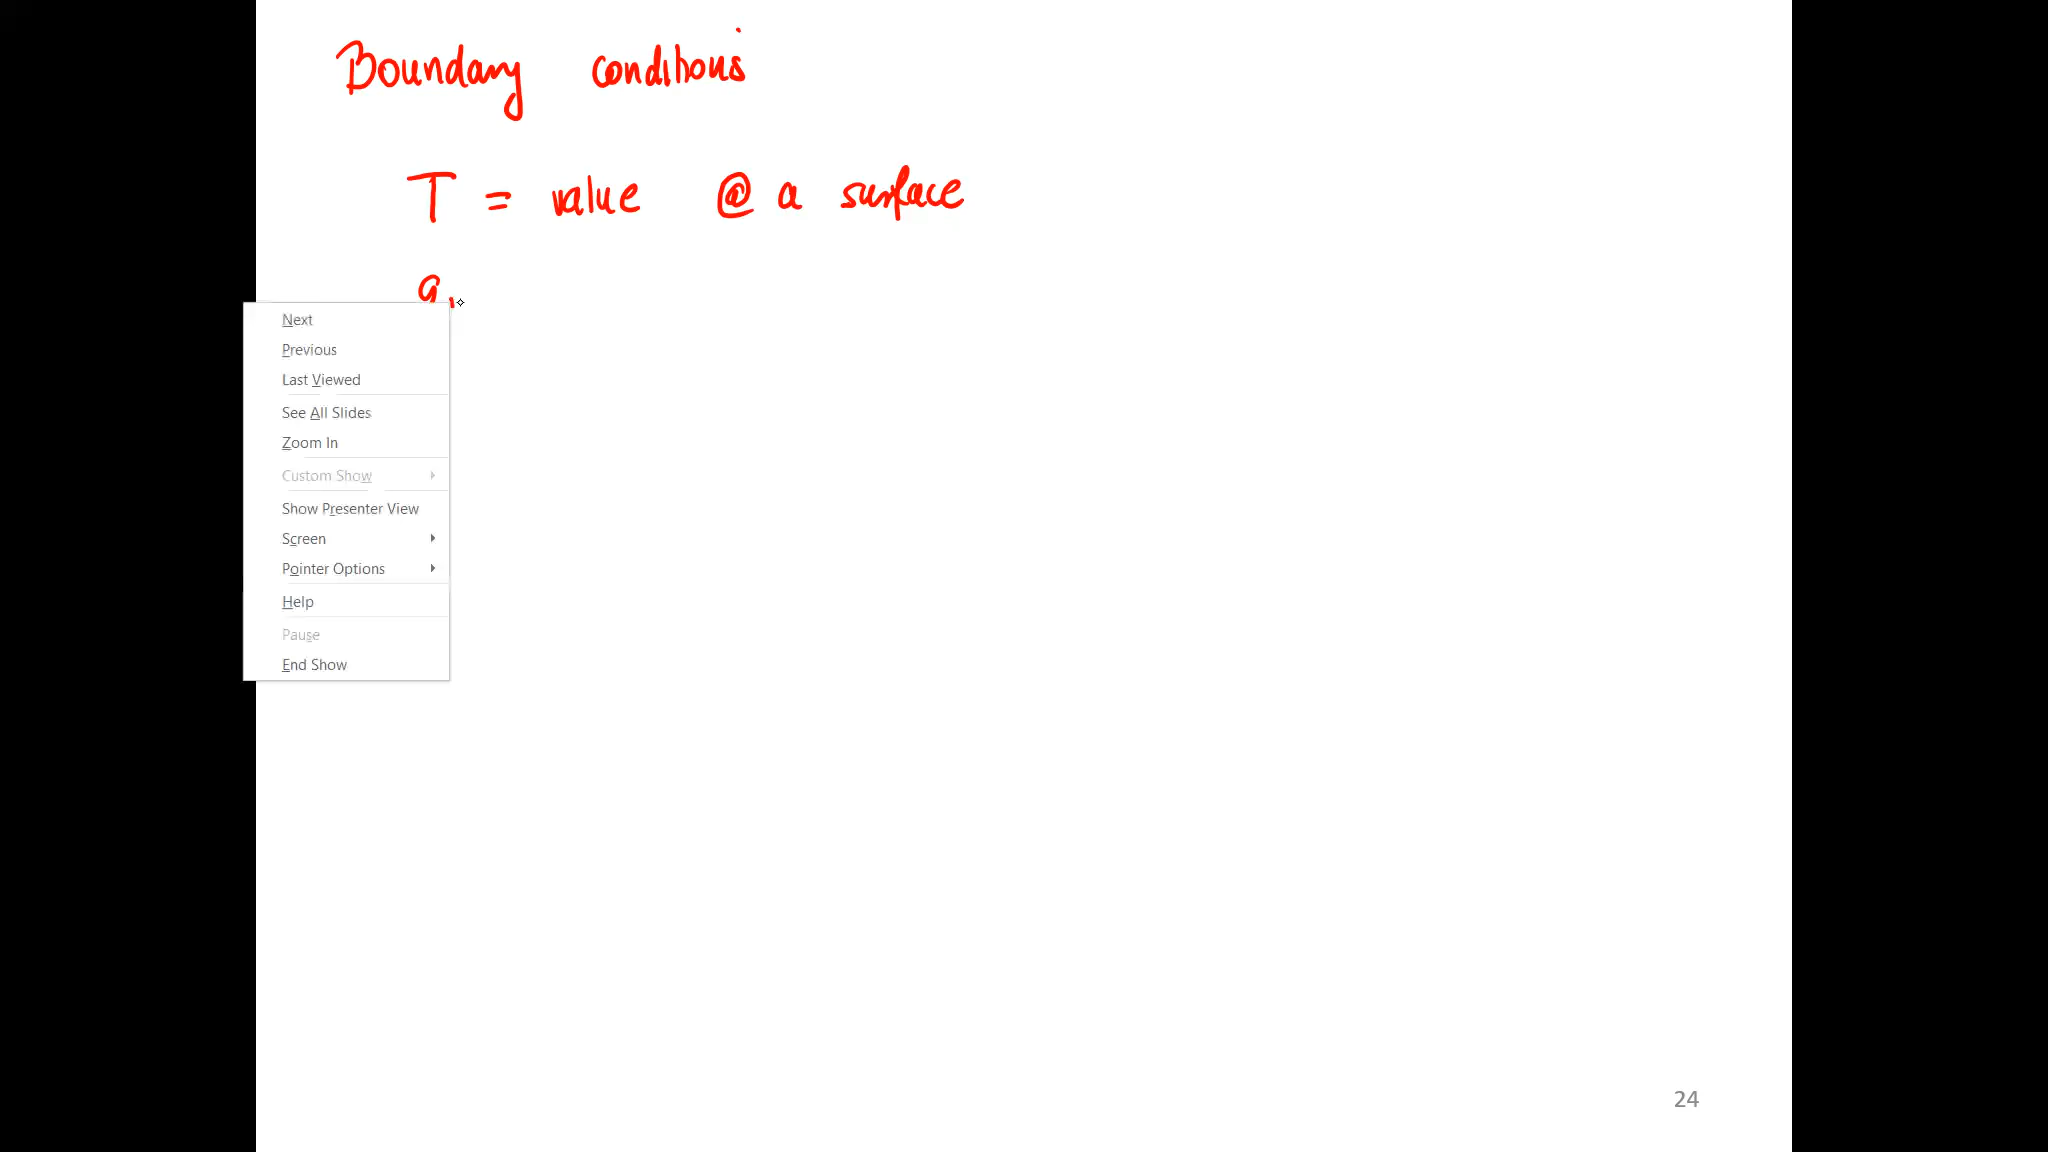 Boundary conditions
T = value @ a surface
Next
Previous
Last Viewed
See All Slides
Zoom In
Custom Show
Show Presenter View
Screen
Pointer Options
Help
Pause
End Show
24